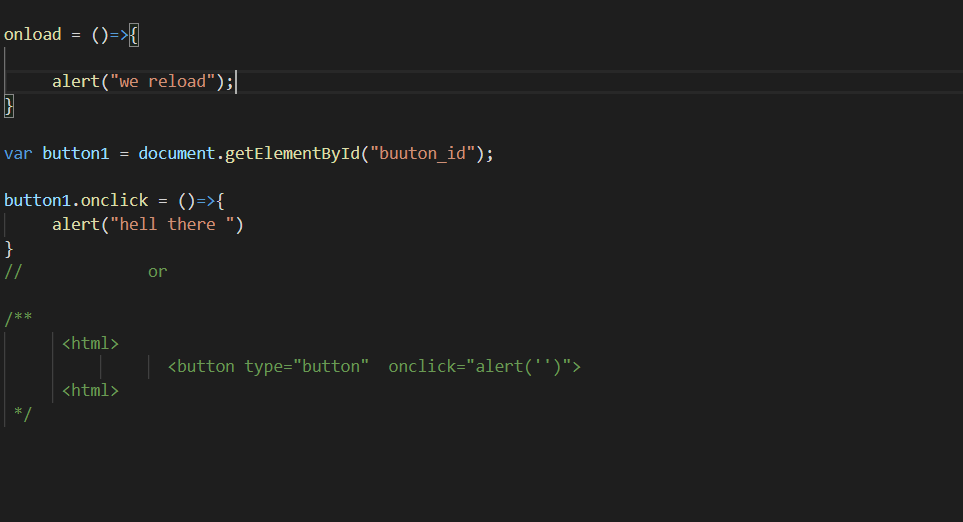 onload = ()=>{
alert("we reload");
}
var button1 = document.getElementById("buuton_id");
button1.onclick = ()=>{
alert("hell there ")
}
// or
/**
<html>
<button type="button"  onclick="alert('')">
<html>
*/